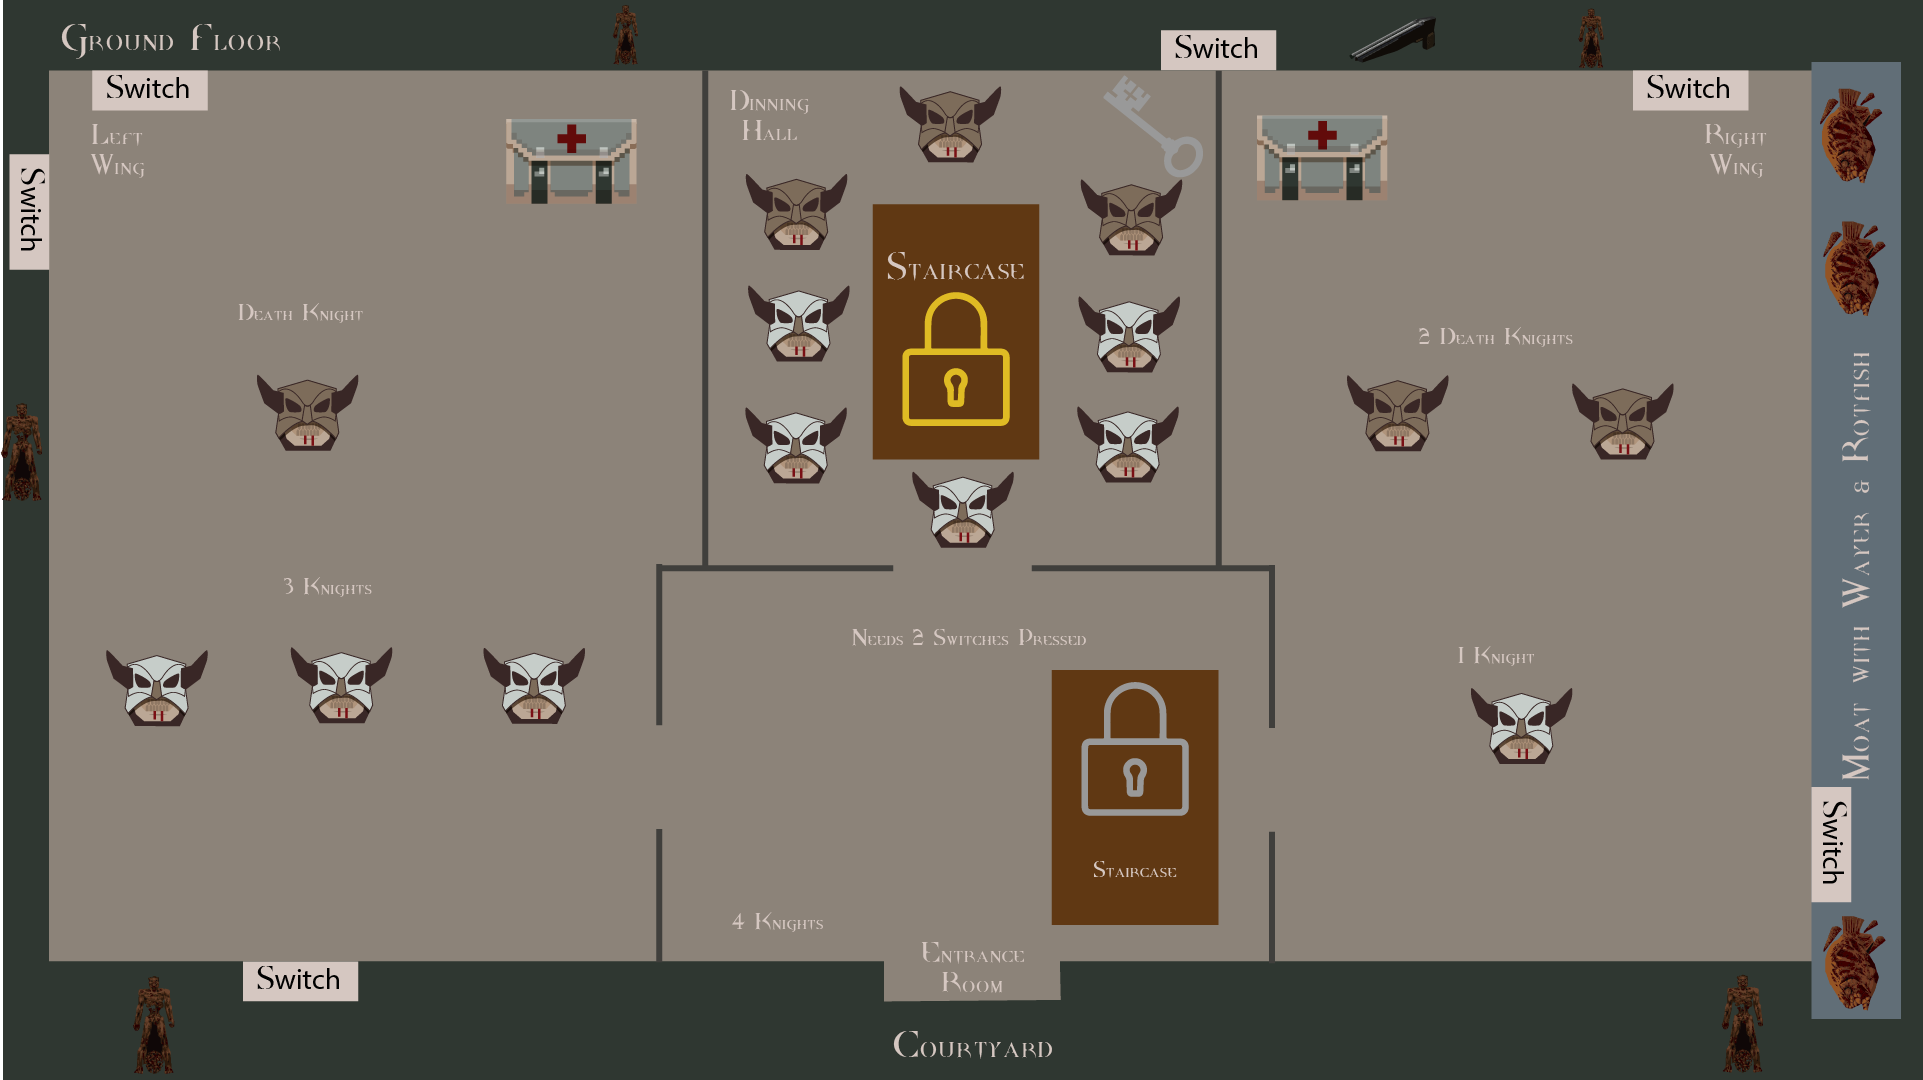 Ground Floor
Switch
Switch
Switch
Left
Wing
Dinning
Hall
Right
Wing
Switch
Staircase
Death Knight
2 Death Knights
3 Knights
Needs 2 Switches Pressed
1 Knight
Moat with Wayer & Rotfish
Switch
Staircase
4 Knights
Entrance
Room
Switch
Courtyard